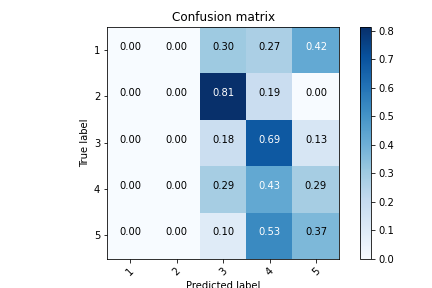 Confusion matrix
True label
1 0.00 0.00 0.30 0.27 0.42
2 0.00 0.00 0.81 0.19 0.00
3 0.00 0.00 0.18 0.69 0.13
4 0.00 0.00 0.29 0.43 0.29
5 0.00 0.00 0.10 0.53 0.37
1 2 3 4 5
Predicted label
0.8
0.7
0.6
0.5
0.4
0.3
0.2
0.1
0.0